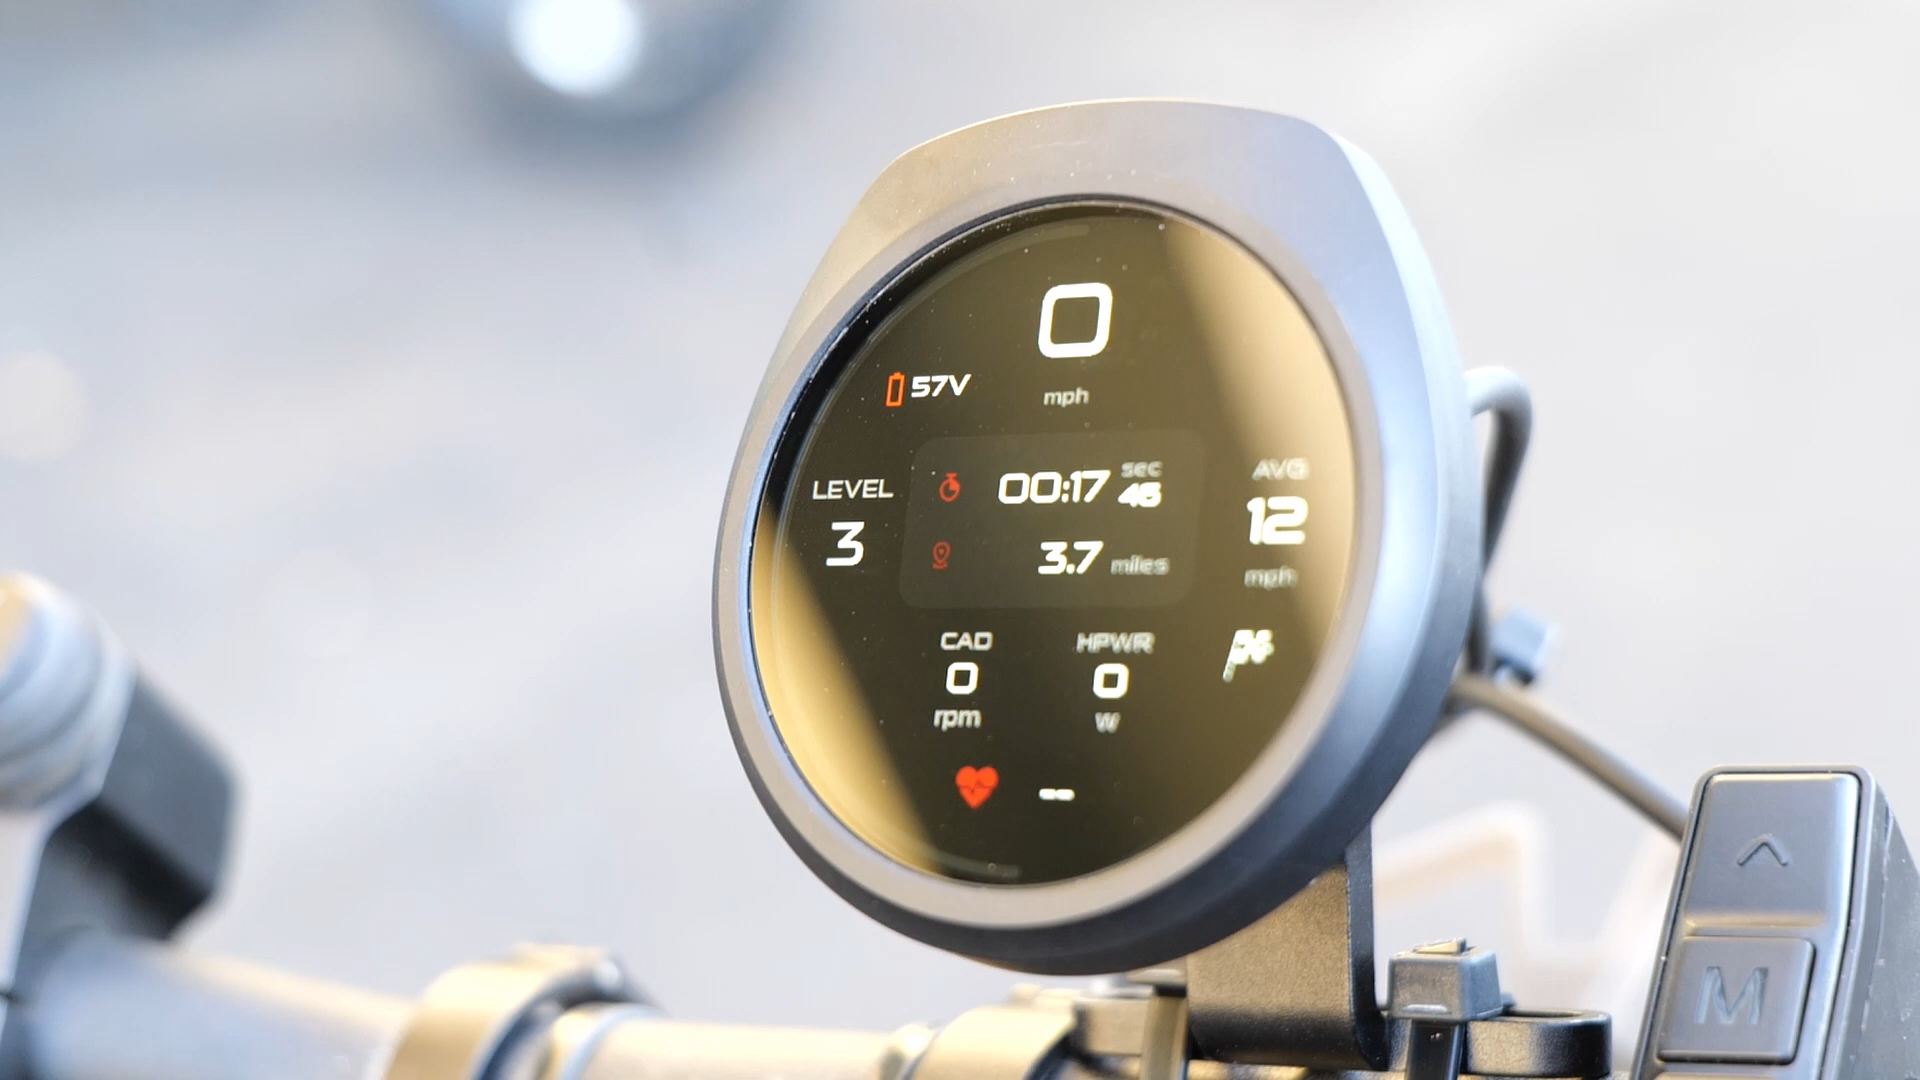 0
mph
57V
LEVEL
3
00:17 sec 46
3.7 miles
AVG
12
mph
CAD
0
rpm
HPWR
0
W
--
M